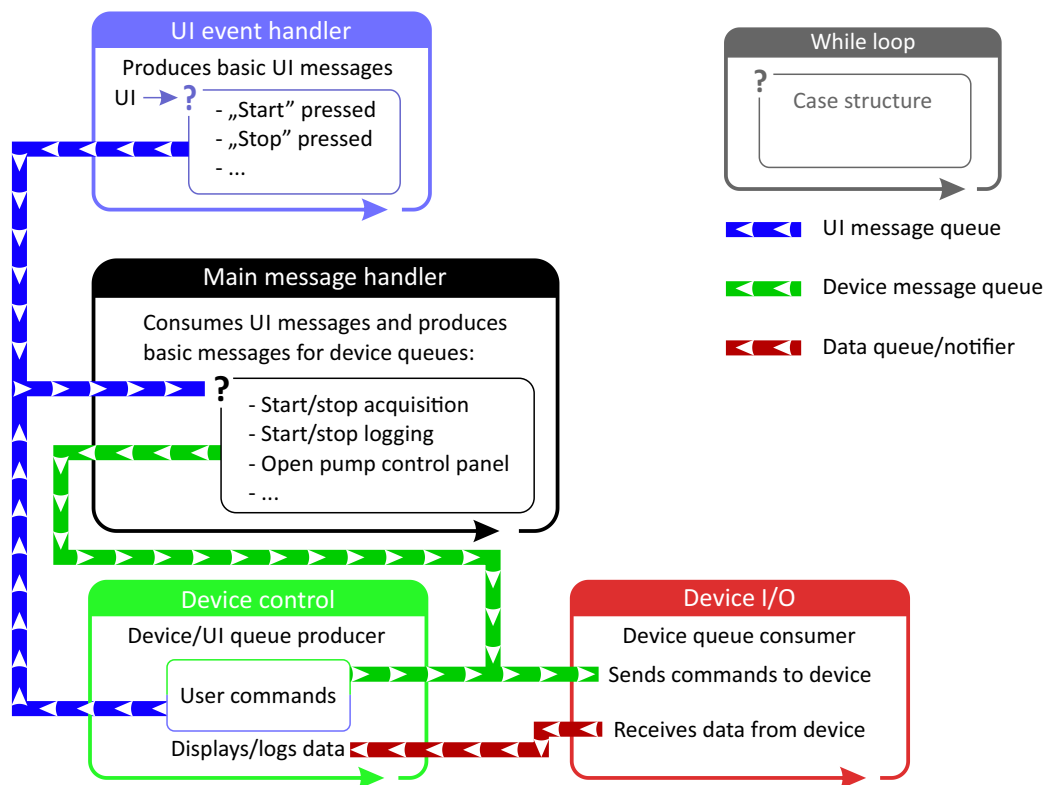 UI event handler
Produces basic UI messages
UI
?
- „Start” pressed
- „Stop” pressed
- ...
While loop
?
Case structure
UI message queue
Device message queue
Data queue/notifier
Main message handler
Consumes UI messages and produces
basic messages for device queues:
?
- Start/stop acquisition
- Start/stop logging
- Open pump control panel
- ...
Device control
Device/UI queue producer
User commands
Displays/logs data
Device I/O
Device queue consumer
Sends commands to device
Receives data from device